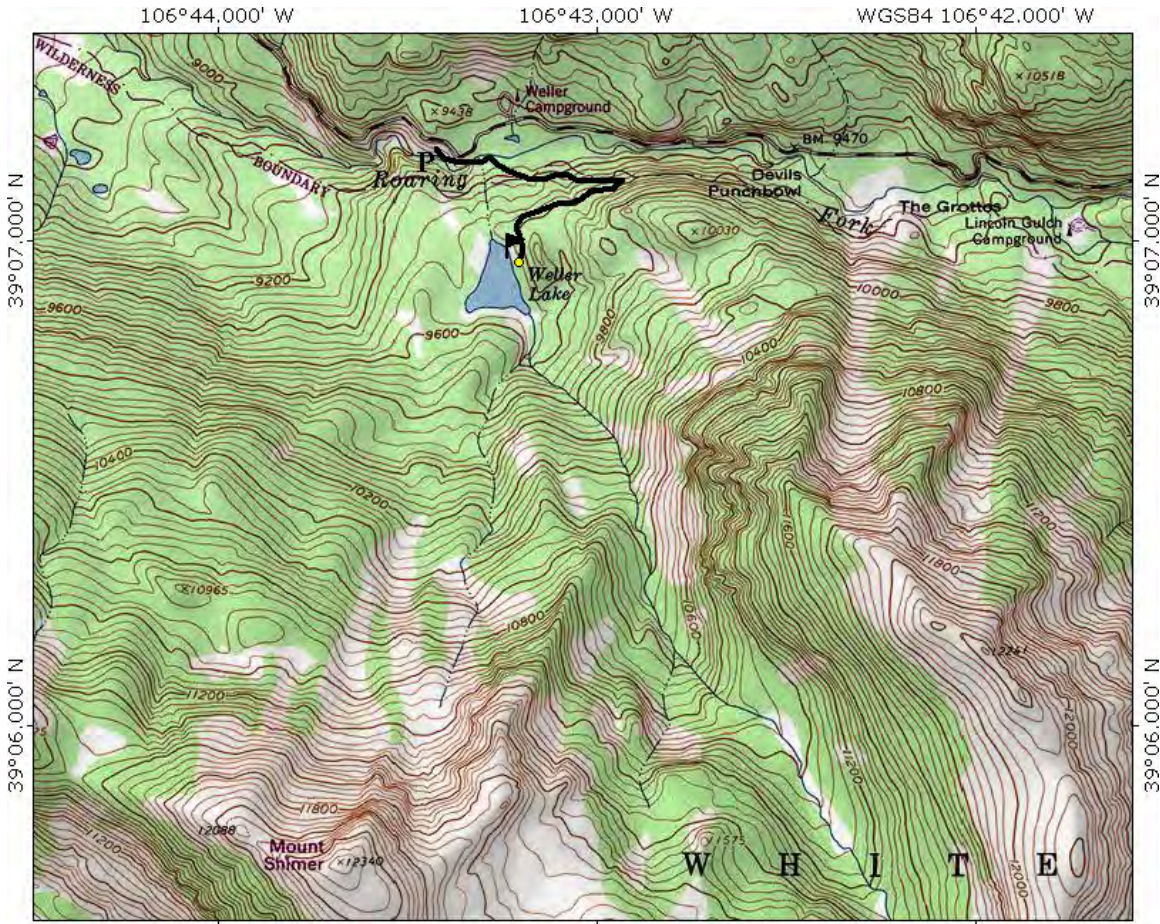 106°44.000' W
106°43.000' W
WGS84 106°42.000' W
WILDERNESS
9000
×10518
Weller
Campground
×9438
BM 9470
P
Roaring
BOUNDARY
Devils
Punchbowl
39°07.000' N
39°07.000' N
The Grottos
Fork
Lincoln Gulch
Campground
×10030
Weller
Lake
9200
9600
9600
9800
10000
9800
10400
10800
10400
10200
11200
11600
11800
×10965
10800
10600
12241
11200
12000
39°06.000' N
39°06.000' N
11200
11800
12088
11200
Mount
Shimer
×12340
×11575
12000
W H I T E